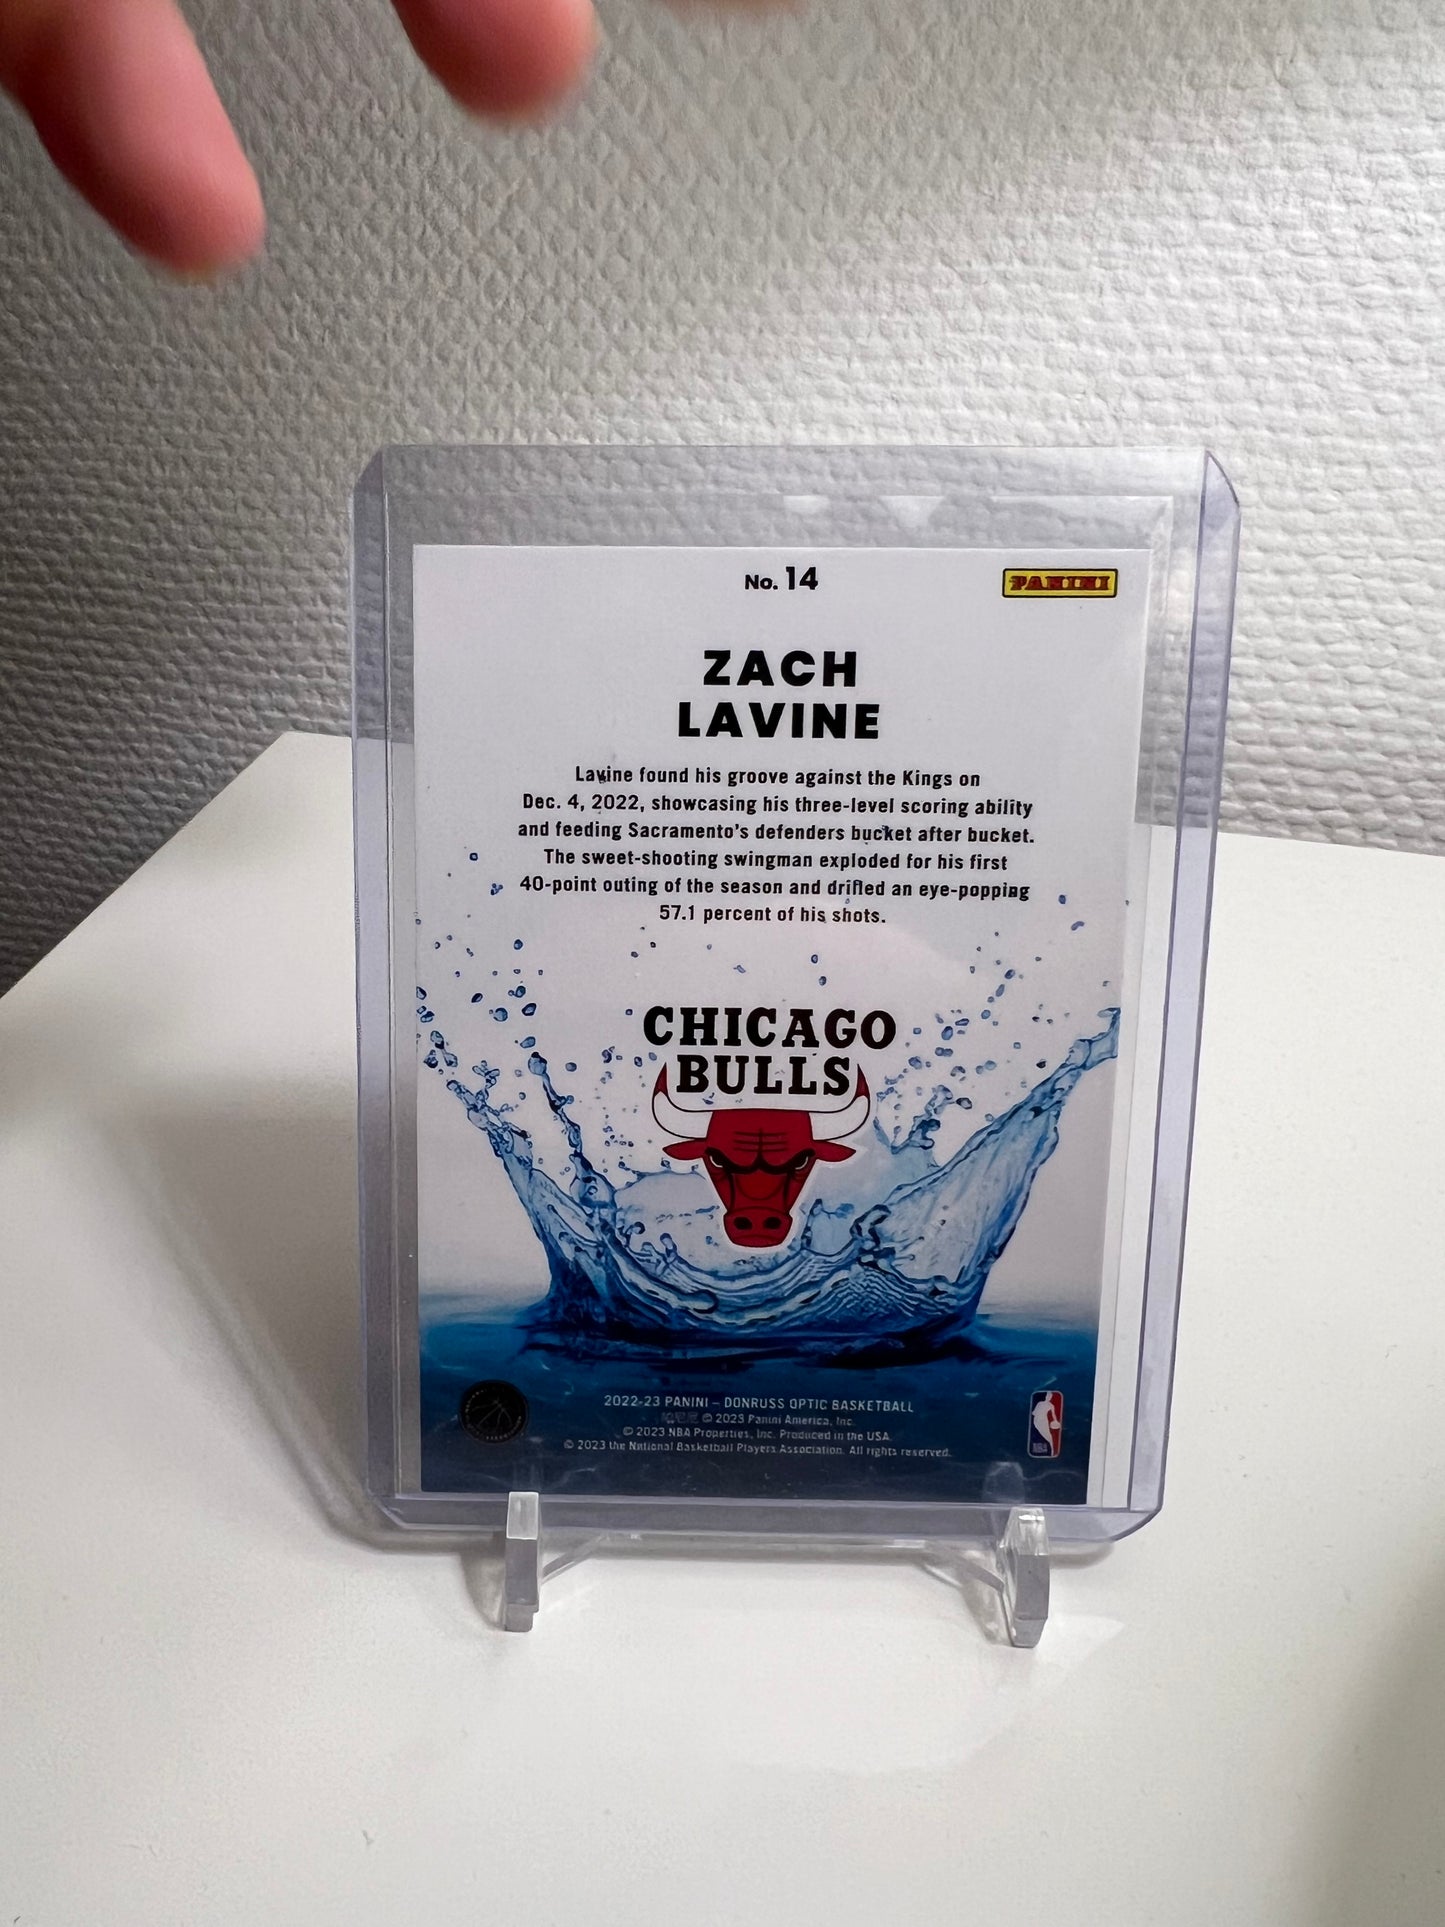 No. 14
PANINI
ZACH
LAVINE
Lavine found his groove against the Kings on
Dec. 4, 2022, showcasing his three-level scoring ability
and feeding Sacramento's defenders bucket after bucket.
The sweet-shooting swingman exploded for his first
40-point outing of the season and drilled an eye-popping
57.1 percent of his shots.
CHICAGO
BULLS
2022-23 PANINI – DONRUSS OPTIC BASKETBALL
© 2023 Panini America, Inc.
© 2023 NBA Properties, Inc. Produced in the USA.
© 2023 the National Basketball Players Association. All rights reserved.
NBA